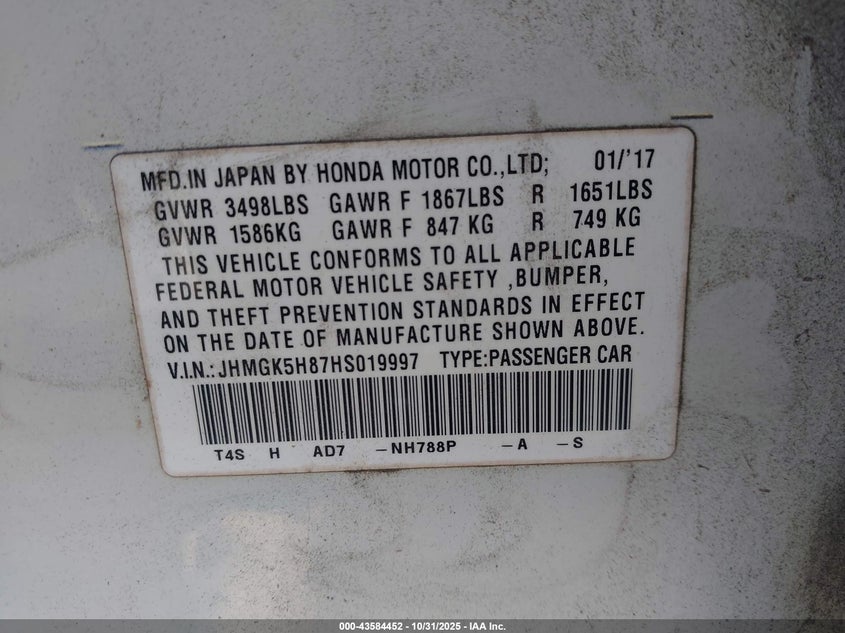 MFD.IN JAPAN BY HONDA MOTOR CO.,LTD; 01/'17
GVWR 3498LBS GAWR F 1867LBS R 1651LBS
GVWR 1586KG GAWR F 847 KG R 749 KG
THIS VEHICLE CONFORMS TO ALL APPLICABLE
FEDERAL MOTOR VEHICLE SAFETY ,BUMPER,
AND THEFT PREVENTION STANDARDS IN EFFECT
ON THE DATE OF MANUFACTURE SHOWN ABOVE.
V.I.N.: JHMGK5H87HS019997 TYPE:PASSENGER CAR
T4S H AD7 -NH788P -A -S
000-43584452 - 10/31/2025 - IAA Inc.